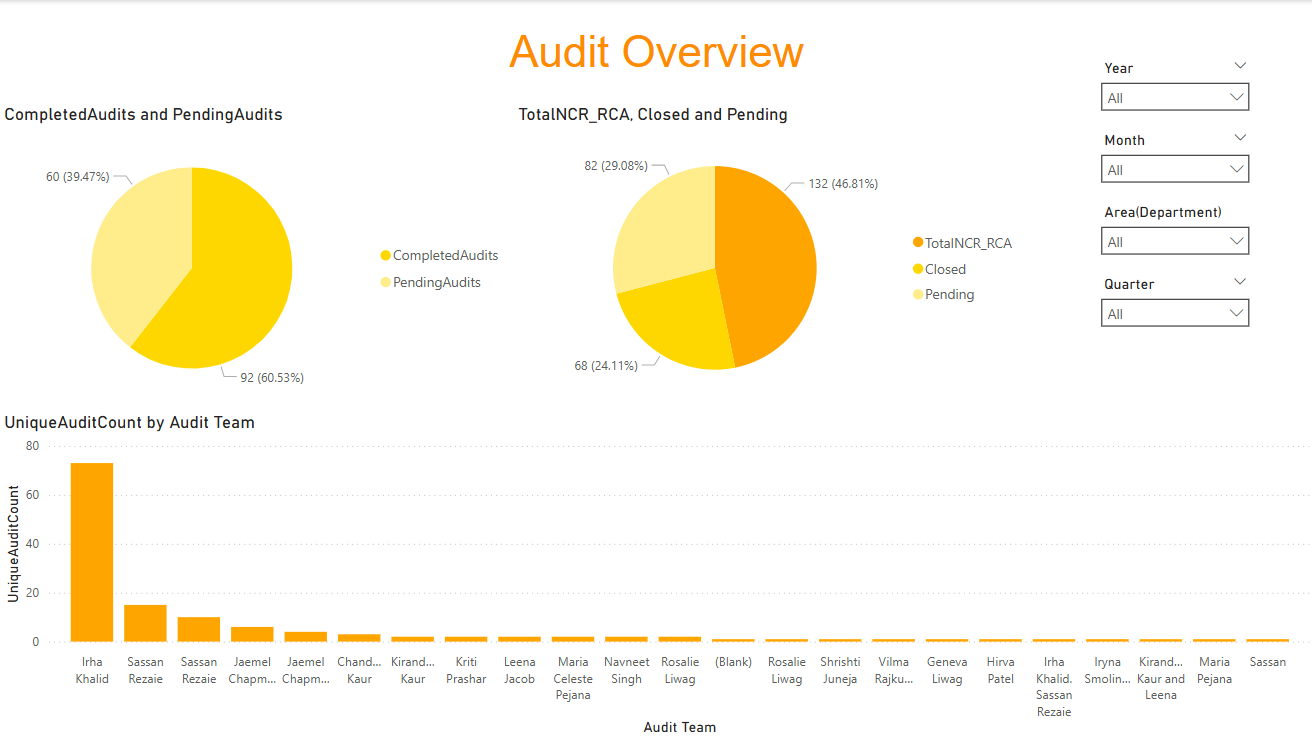 Audit Overview
CompletedAudits and PendingAudits
60 (39.47%)
92 (60.53%)
CompletedAudits
PendingAudits
TotalNCR_RCA, Closed and Pending
82 (29.08%)
132 (46.81%)
68 (24.11%)
TotalNCR_RCA
Closed
Pending
Year
All
Month
All
Area(Department)
All
Quarter
All
UniqueAuditCount by Audit Team
UniqueAuditCount
80
60
40
20
0
Irha
Khalid
Sassan
Rezaie
Sassan
Rezaie
Jaemel
Chapm...
Jaemel
Chapm...
Chand...
Kaur
Kirand...
Kaur
Kriti
Prashar
Leena
Jacob
Maria
Celeste
Pejana
Navneet
Singh
Rosalie
Liwag
(Blank)
Rosalie
Liwag
Shrishti
Juneja
Vilma
Rajku...
Geneva
Liwag
Hirva
Patel
Irha
Khalid.
Sassan
Rezaie
Iryna
Smolin...
Kirand...
Kaur and
Leena
Maria
Pejana
Sassan
Audit Team